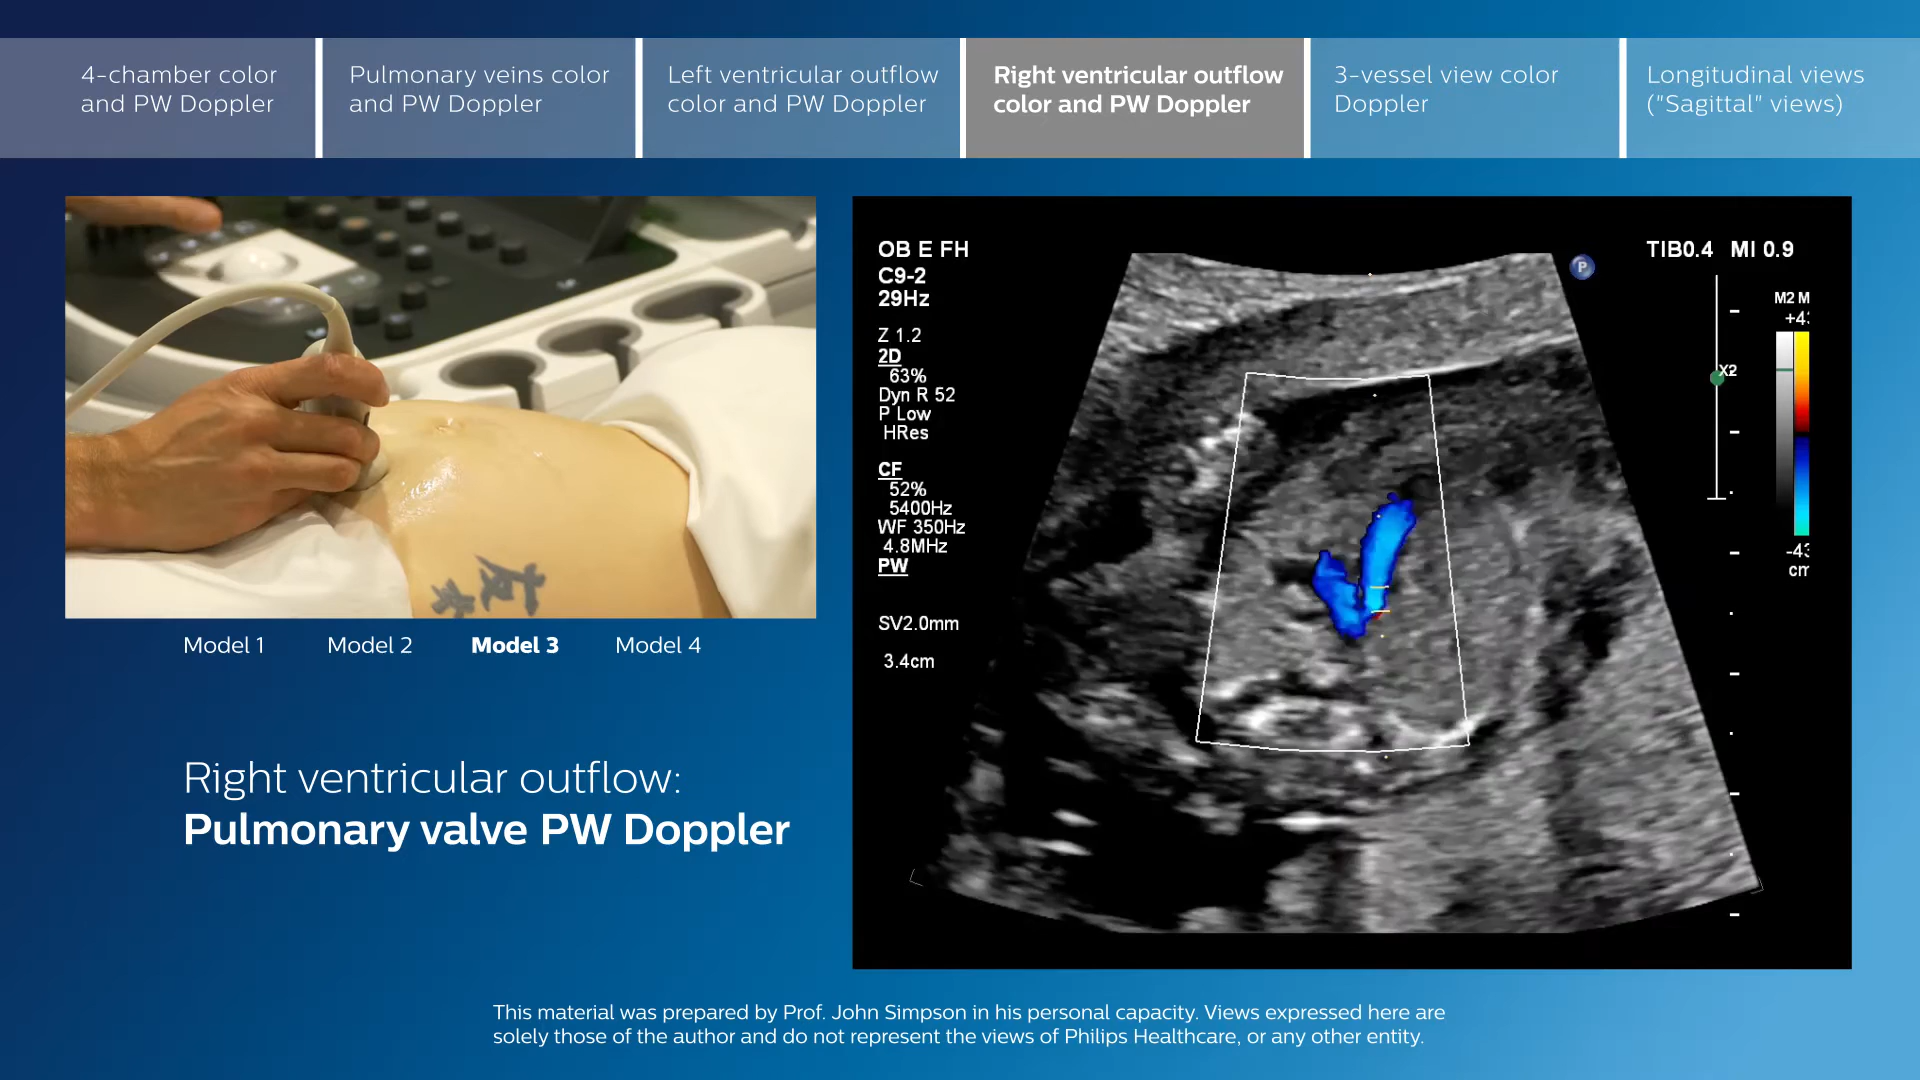 4-chamber color
and PW Doppler
Pulmonary veins color
and PW Doppler
Left ventricular outflow
color and PW Doppler
Right ventricular outflow
color and PW Doppler
3-vessel view color
Doppler
Longitudinal views
("Sagittal" views)
OB E FH
C9-2
29Hz
Z 1.2
2D
63%
Dyn R 52
P Low
HRes
CF
52%
5400Hz
WF 350Hz
4.8MHz
PW
SV2.0mm
3.4cm
P
TIB0.4 MI 0.9
M2 M
X2
-43
cm
Model 1 Model 2 Model 3 Model 4
Right ventricular outflow:
Pulmonary valve PW Doppler
This material was prepared by Prof. John Simpson in his personal capacity. Views expressed here are
solely those of the author and do not represent the views of Philips Healthcare, or any other entity.